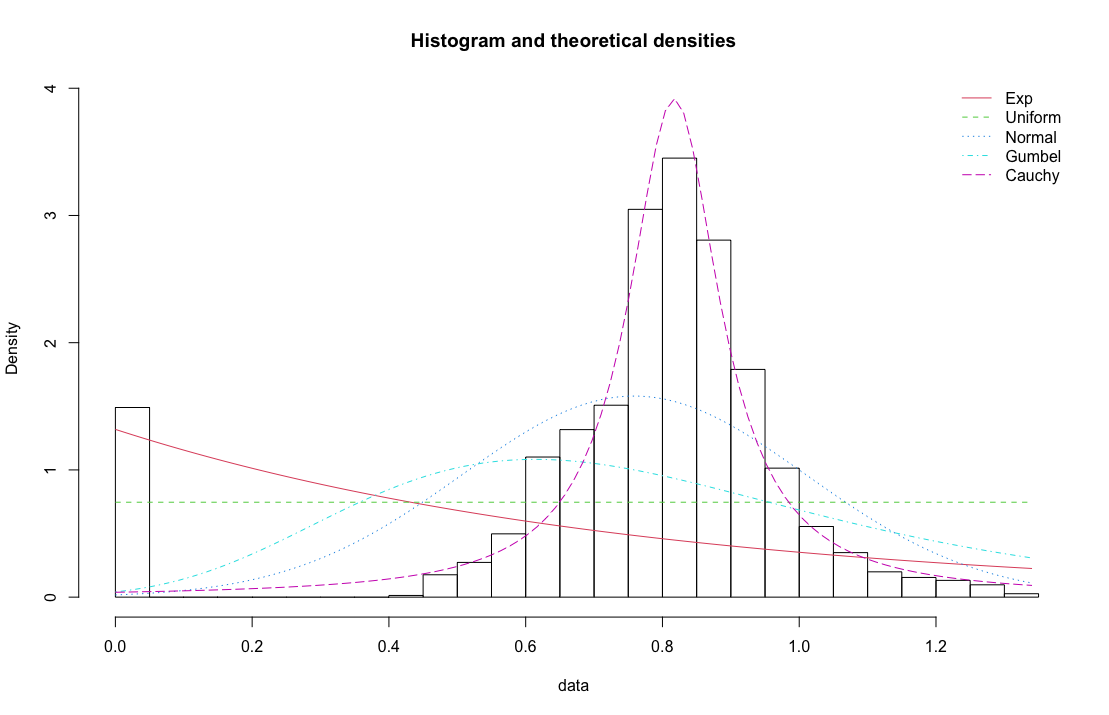 Histogram and theoretical densities
Exp
Uniform
Normal
Gumbel
Cauchy
Density
4
3
2
1
0
0.0 0.2 0.4 0.6 0.8 1.0 1.2
data